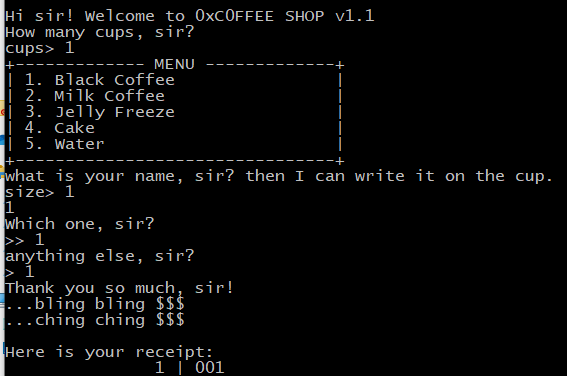 Hi sir! Welcome to 0xC0FFEE SHOP v1.1
How many cups, sir?
cups> 1
+------------- MENU -------------+
| 1. Black Coffee                |
| 2. Milk Coffee                 |
| 3. Jelly Freeze                |
| 4. Cake                        |
| 5. Water                       |
+--------------------------------+
what is your name, sir? then I can write it on the cup.
size> 1
1
Which one, sir?
>> 1
anything else, sir?
> 1
Thank you so much, sir!
...bling bling $$$
...ching ching $$$
Here is your receipt:
               1 | 001